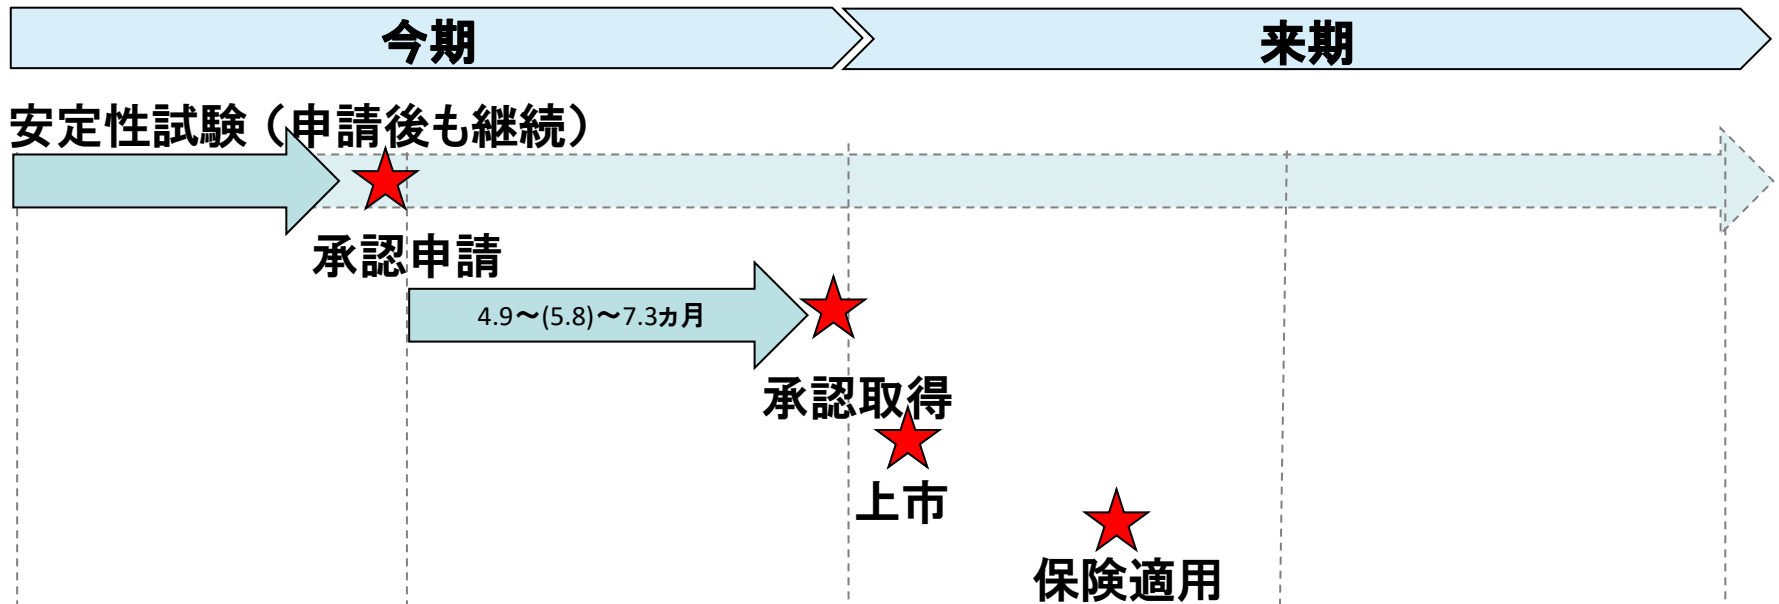 今期
来期
安定性試験（申請後も継続）
承認申請
4.9～(5.8)～7.3ヵ月
承認取得
上市
保険適用